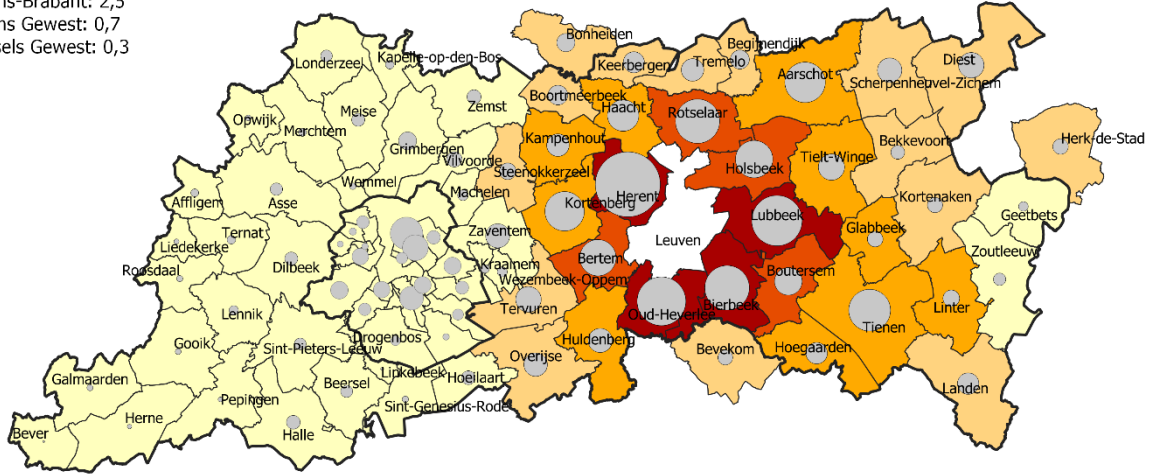 ns-Brabant: 2,5
ns Gewest: 0,7
sels Gewest: 0,3
Bonheiden
Begijnendijk
Londerzeel
Kapelle-op-den-Bos
Keerbergen
Tremelo
Aarschot
Scherpenheuvel-Zichem
Diest
Boortmeerbeek
Zemst
Haacht
Rotselaar
Meise
Opwijk
Merchtem
Kampenhout
Bekkevoort
Herk-de-Stad
Grimbergen
Vilvoorde
Tielt-Winge
Steenokkerzeel
Holsbeek
Wemmel
Machelen
Herent
Kortenaken
Affligem
Asse
Kortenberg
Lubbeek
Geetbets
Ternat
Zaventem
Glabbeek
Liedekerke
Leuven
Zoutleeuw
Roosdaal
Dilbeek
Kraainem
Bertem
Boutersem
Wezembeek-Oppem
Tervuren
Bierbeek
Linter
Lennik
Oud-Heverlee
Tienen
Gooik
Sint-Pieters-Leeuw
Drogenbos
Huldenberg
Bevekom
Hoegaarden
Overijse
Galmaarden
Beersel
Linkebeek
Hoeilaart
Landen
Pepingen
Sint-Genesius-Rode
Herne
Bever
Halle